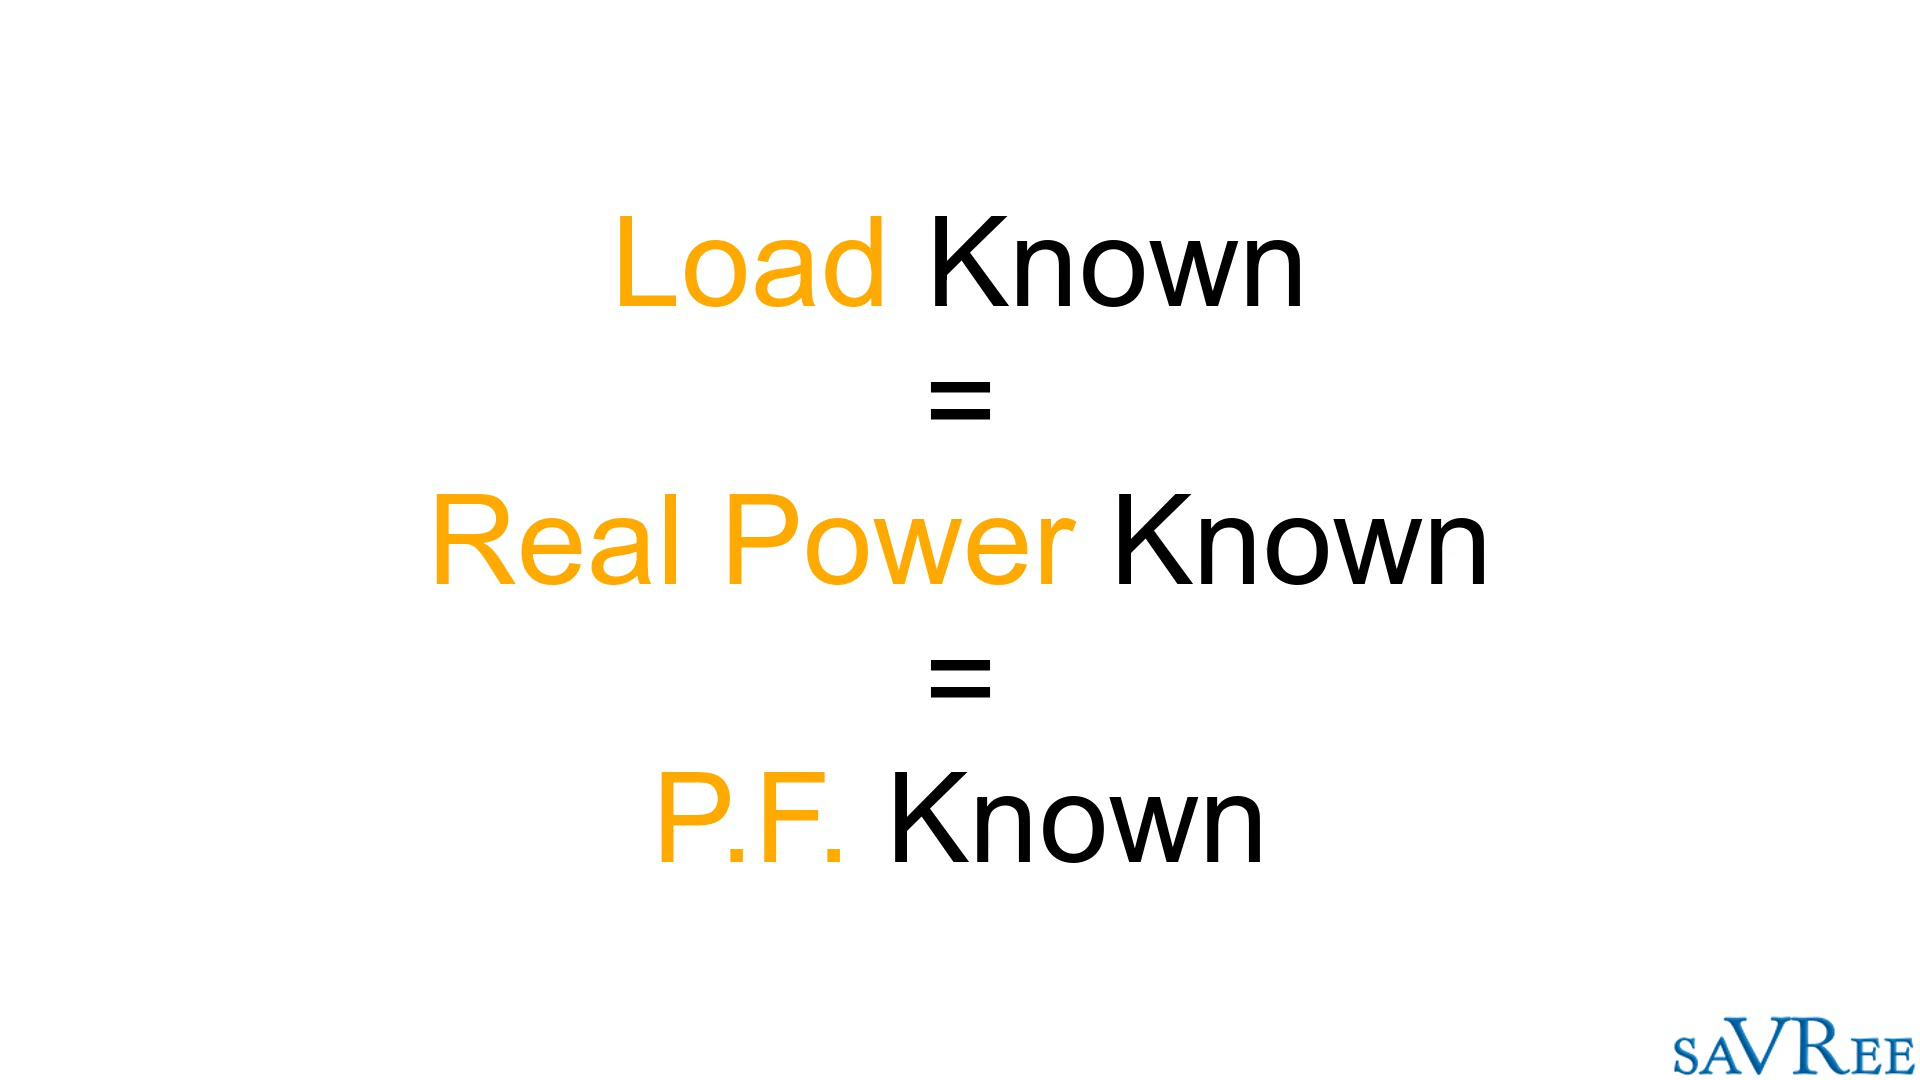 Load Known
=
Real Power Known
=
P.F. Known
saVRee